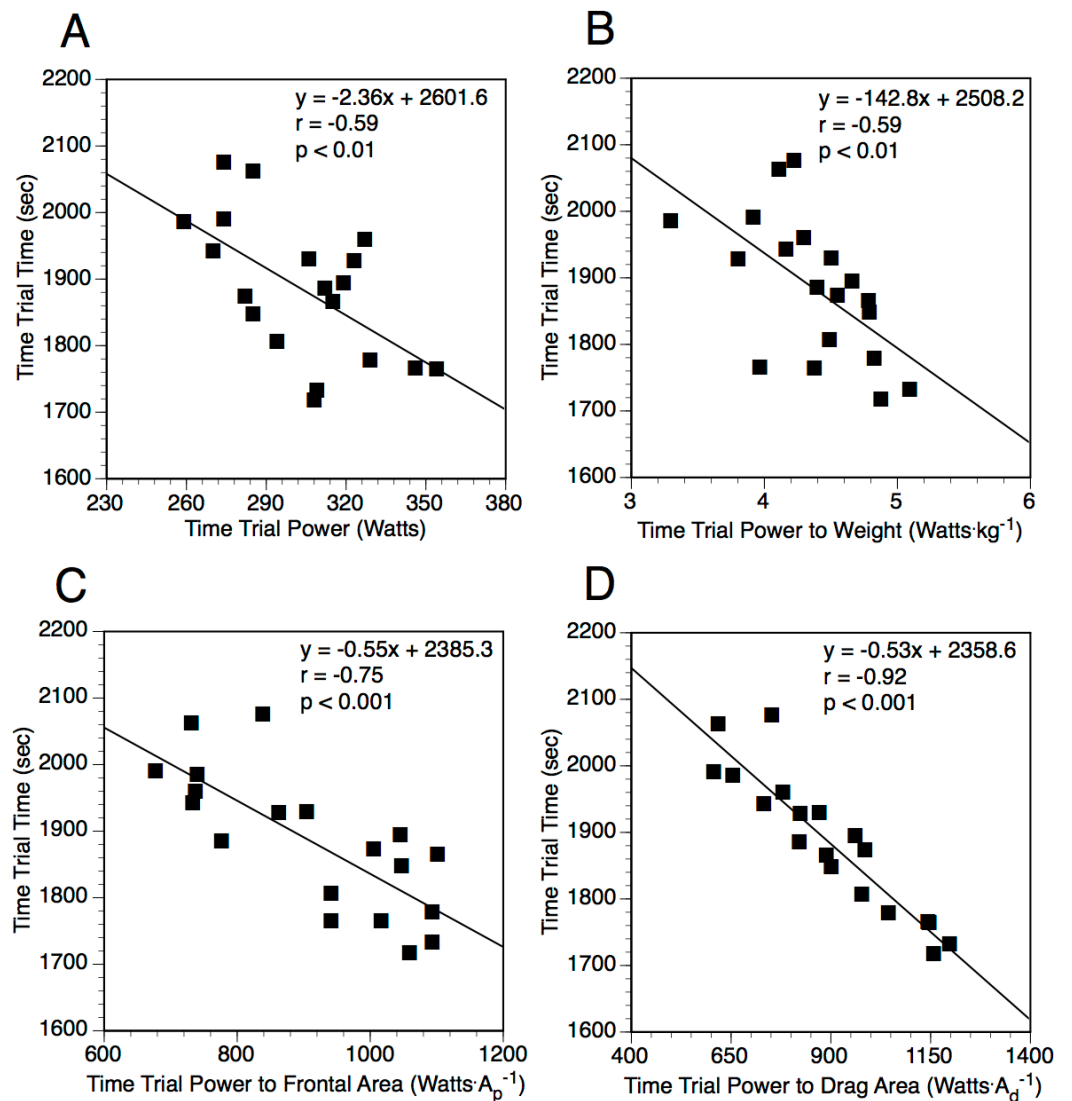 A
y = -2.36x + 2601.6
r = -0.59
p < 0.01
Time Trial Time (sec)
2200
2100
2000
1900
1800
1700
1600
230 260 290 320 350 380
Time Trial Power (Watts)
B
y = -142.8x + 2508.2
r = -0.59
p < 0.01
Time Trial Time (sec)
2200
2100
2000
1900
1800
1700
1600
3 4 5 6
Time Trial Power to Weight (Watts·kg⁻¹)
C
y = -0.55x + 2385.3
r = -0.75
p < 0.001
Time Trial Time (sec)
2200
2100
2000
1900
1800
1700
1600
600 800 1000 1200
Time Trial Power to Frontal Area (Watts·Aₚ⁻¹)
D
y = -0.53x + 2358.6
r = -0.92
p < 0.001
Time Trial Time (sec)
2200
2100
2000
1900
1800
1700
1600
400 650 900 1150 1400
Time Trial Power to Drag Area (Watts·A_d⁻¹)